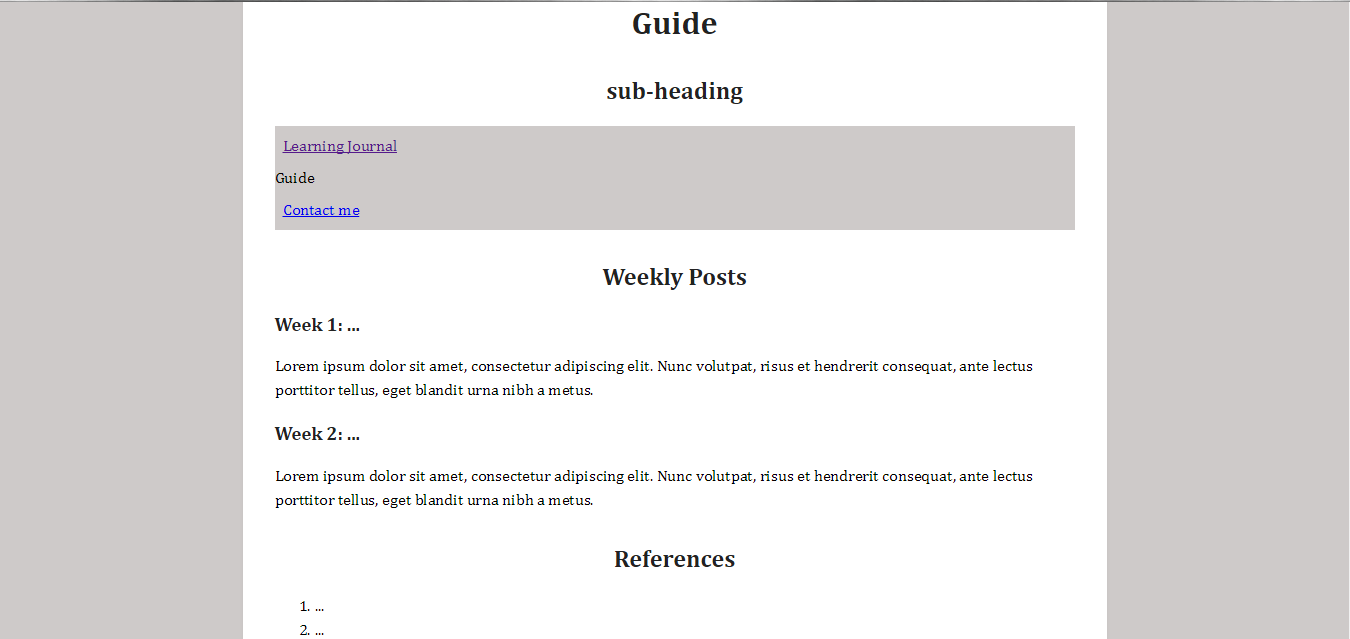 Guide
sub-heading
Learning Journal
Guide
Contact me
Weekly Posts
Week 1: ...
Lorem ipsum dolor sit amet, consectetur adipiscing elit. Nunc volutpat, risus et hendrerit consequat, ante lectus
porttitor tellus, eget blandit urna nibh a metus.
Week 2: ...
Lorem ipsum dolor sit amet, consectetur adipiscing elit. Nunc volutpat, risus et hendrerit consequat, ante lectus
porttitor tellus, eget blandit urna nibh a metus.
References
1. ...
2. ...